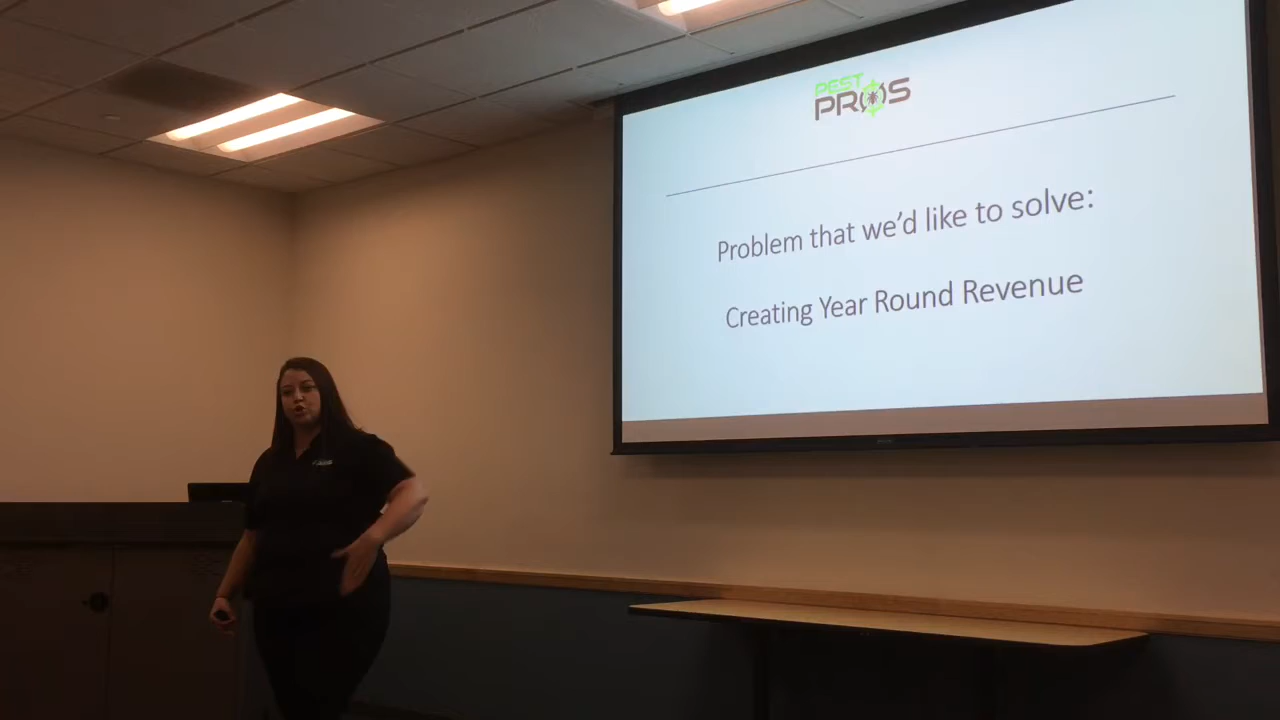 PEST
PROS
Problem that we'd like to solve:
Creating Year Round Revenue